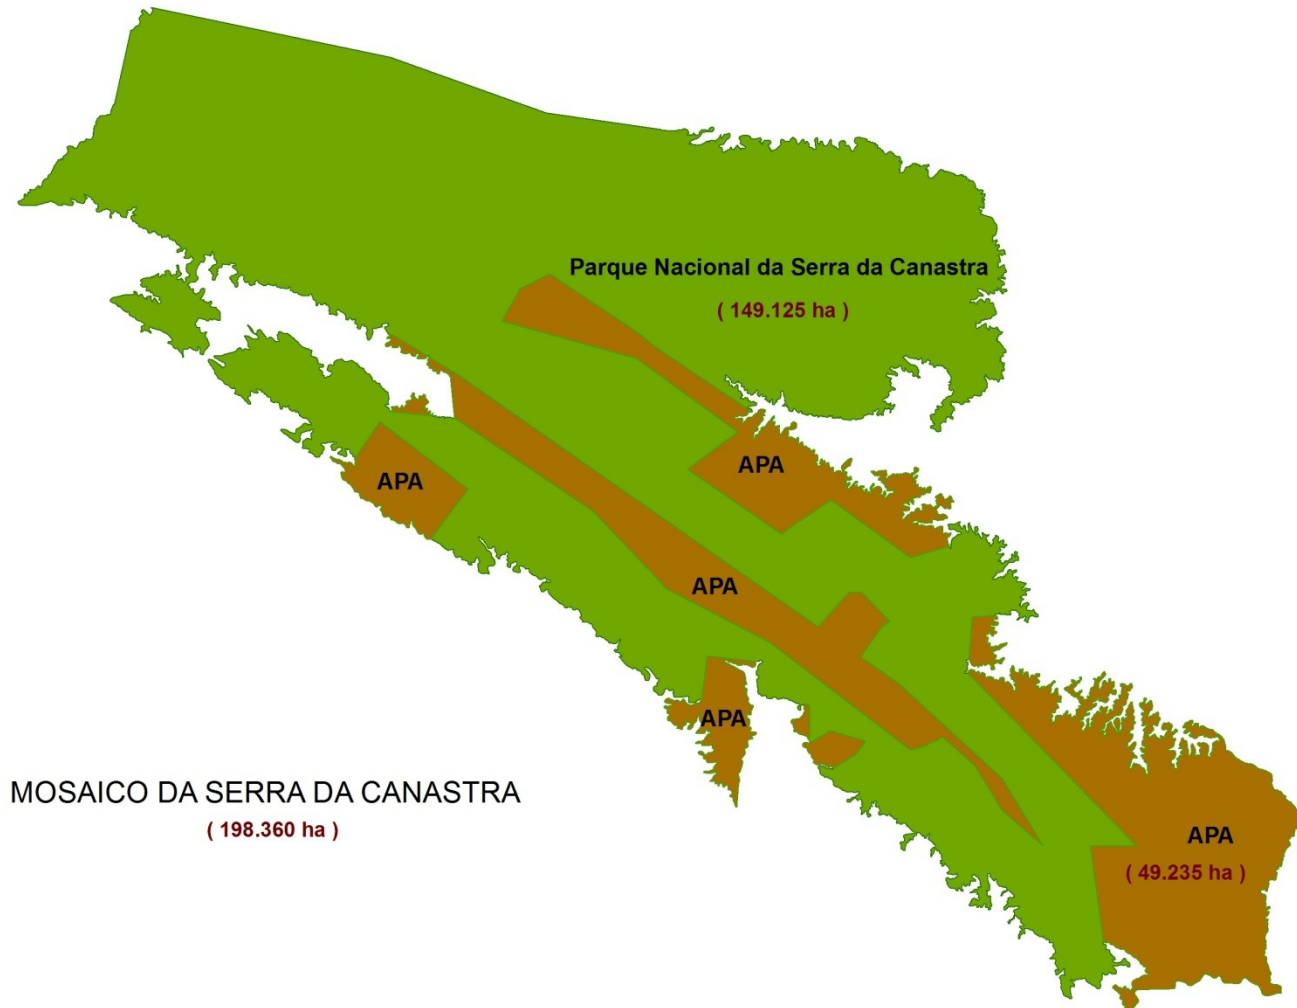 Parque Nacional da Serra da Canastra
( 149.125 ha )
APA
APA
APA
APA
MOSAICO DA SERRA DA CANASTRA
( 198.360 ha )
APA
( 49.235 ha )